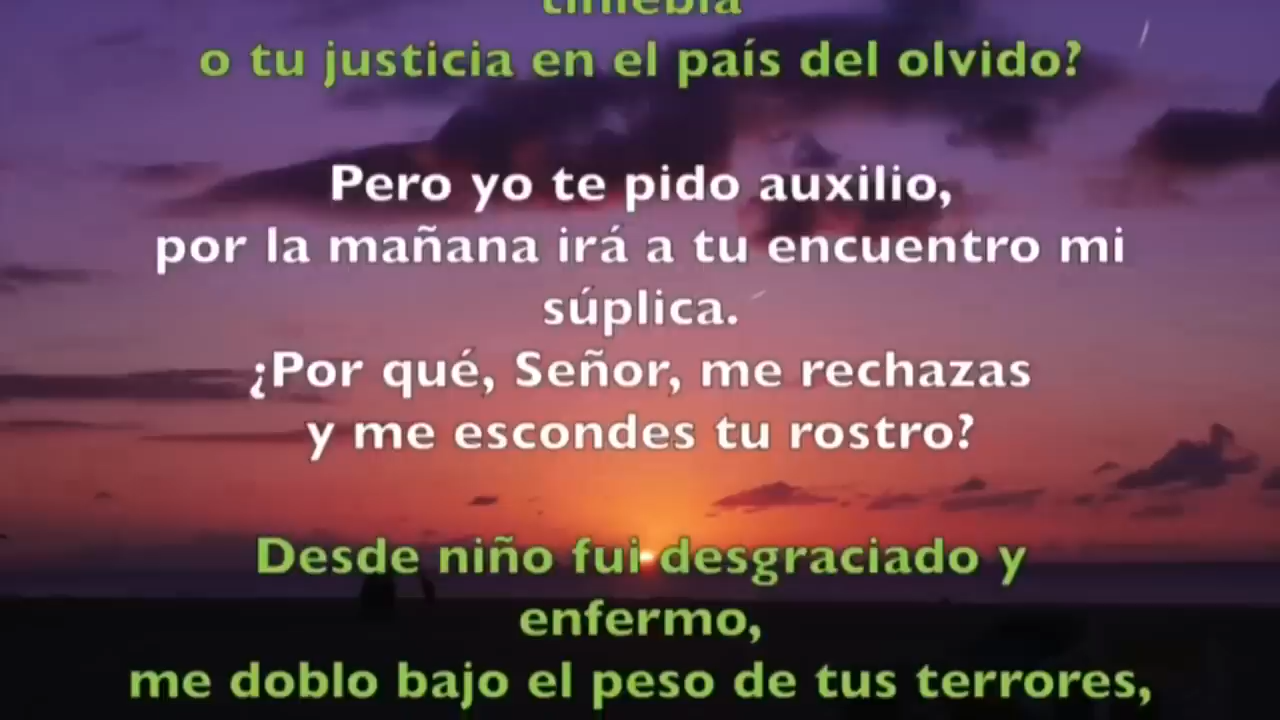 tiniebla
o tu justicia en el país del olvido?
Pero yo te pido auxilio,
por la mañana irá a tu encuentro mi
súplica.
¿Por qué, Señor, me rechazas
y me escondes tu rostro?
Desde niño fui desgraciado y
enfermo,
me doblo bajo el peso de tus terrores,